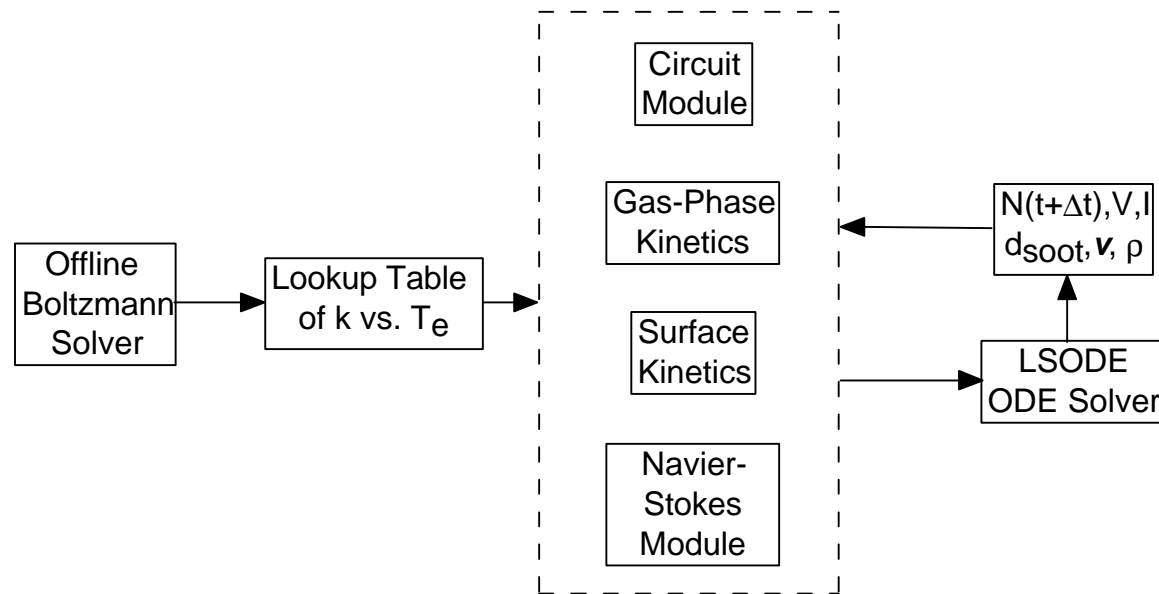 Offline
Boltzmann
Solver
Lookup Table
of k vs. Te
Circuit
Module
Gas-Phase
Kinetics
Surface
Kinetics
Navier-
Stokes
Module
N(t+Δt),V,I
dsoot, v, ρ
LSODE
ODE Solver